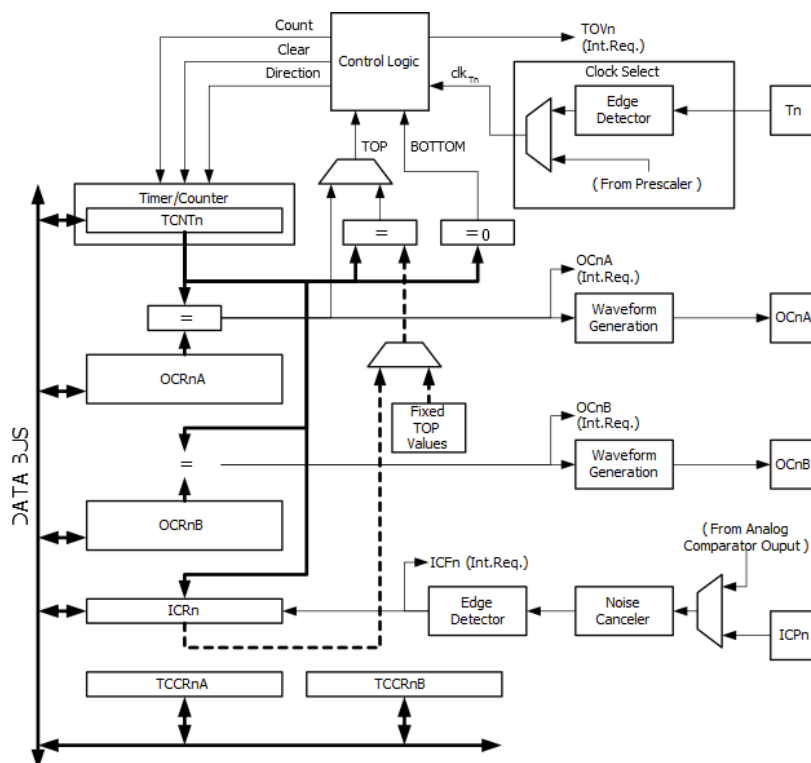 Count
Clear
Direction
Control Logic
TOVn
(Int.Req.)
clkTn
Clock Select
Edge
Detector
Tn
( From Prescaler )
TOP
BOTTOM
Timer/Counter
TCNTn
=
= 0
=
OCnA
(Int.Req.)
Waveform
Generation
OCnA
OCRnA
Fixed
TOP
Values
OCnB
(Int.Req.)
=
Waveform
Generation
OCnB
DATA BUS
OCRnB
( From Analog
Comparator Ouput )
ICFn (Int.Req.)
ICRn
Edge
Detector
Noise
Canceler
ICPn
TCCRnA
TCCRnB